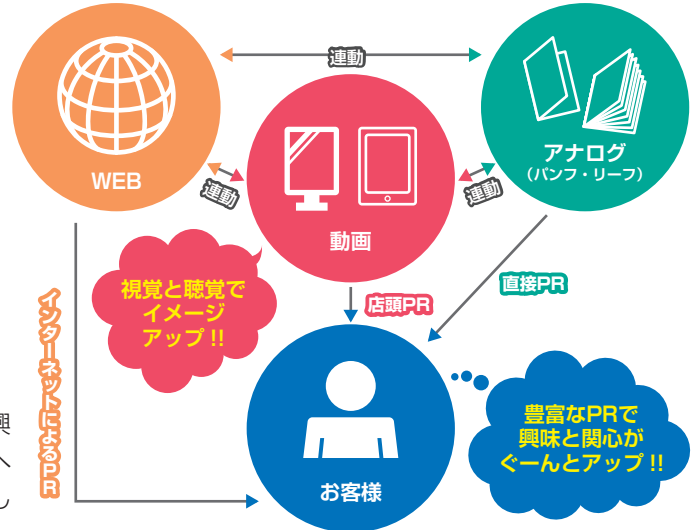 連動
WEB
アナログ
(パンフ・リーフ)
連動
連動
動画
視覚と聴覚で
イメージ
アップ!!
店頭PR
直接PR
インターネットによるPR
豊富なPRで
興味と関心が
ぐーんとアップ!!
お客様
興
へ
し